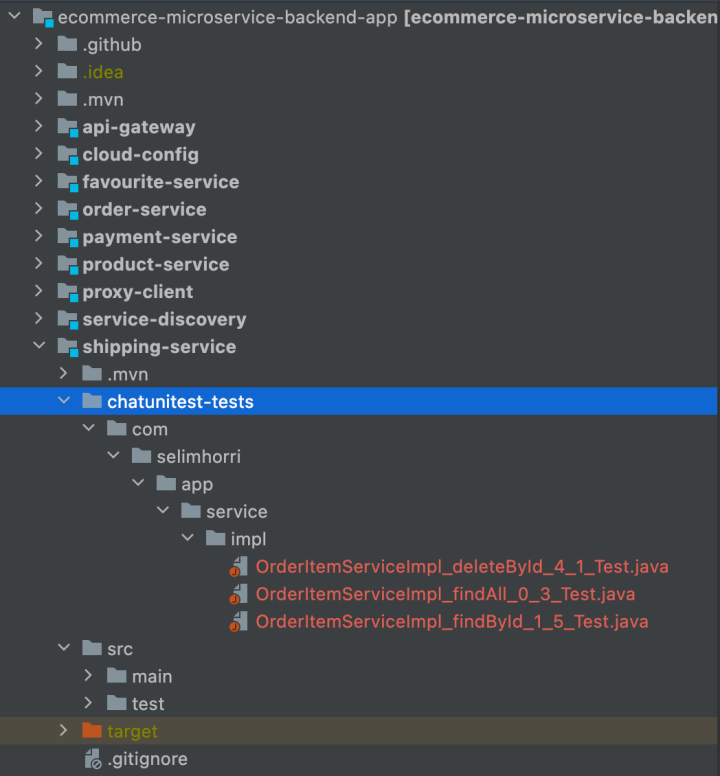 ecommerce-microservice-backend-app [ecommerce-microservice-backen
.github
.idea
.mvn
api-gateway
cloud-config
favourite-service
order-service
payment-service
product-service
proxy-client
service-discovery
shipping-service
.mvn
chatunitest-tests
com
selimhorri
app
service
impl
OrderItemServiceImpl_deleteById_4_1_Test.java
OrderItemServiceImpl_findAll_0_3_Test.java
OrderItemServiceImpl_findById_1_5_Test.java
src
main
test
target
.gitignore